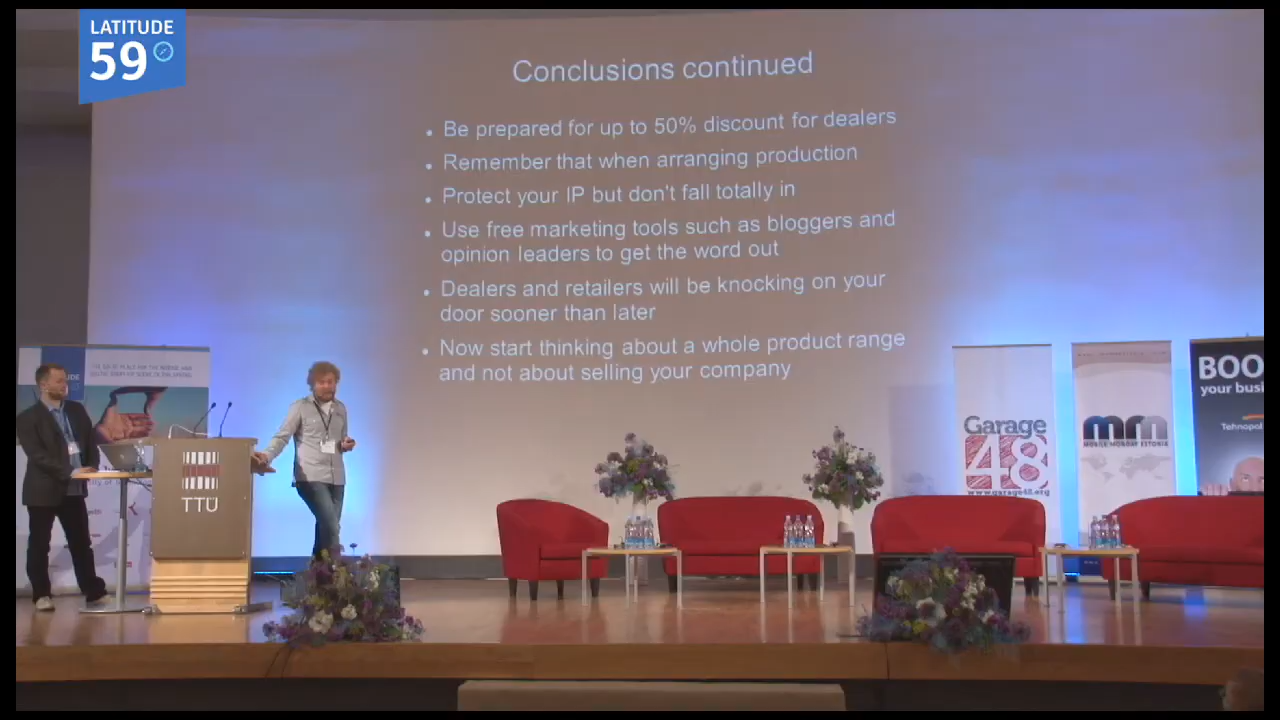 LATITUDE
59
Conclusions continued
Be prepared for up to 50% discount for dealers
Remember that when arranging production
Protect your IP but don't fall totally in
Use free marketing tools such as bloggers and
opinion leaders to get the word out
Dealers and retailers will be knocking on your
door sooner than later
Now start thinking about a whole product range
and not about selling your company
TTÜ
Garage
48
www.garage48.org
mm
MOBILE MONDAY ESTONIA
BOO
your busi
Tehnopol